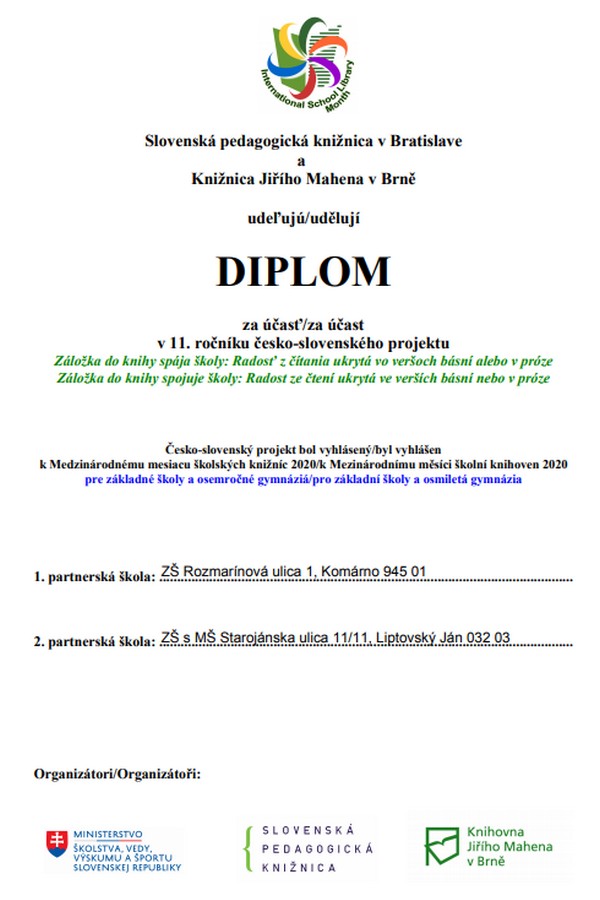 International School Library Month
Slovenská pedagogická knižnica v Bratislave
a
Knižnica Jiřího Mahena v Brně
udeľujú/udělují
DIPLOM
za účasť/za účast
v 11. ročníku česko-slovenského projektu
Záložka do knihy spája školy: Radosť z čítania ukrytá vo veršoch básní alebo v próze
Záložka do knihy spojuje školy: Radost ze čtení ukrytá ve verších básní nebo v próze
Česko-slovenský projekt bol vyhlásený/byl vyhlášen
k Medzinárodnému mesiacu školských knižníc 2020/k Mezinárodnímu měsíci školní knihoven 2020
pre základné školy a osemročné gymnáziá/pro základní školy a osmiletá gymnázia
1. partnerská škola: ZŠ Rozmarínová ulica 1, Komárno 945 01
2. partnerská škola: ZŠ s MŠ Starojánska ulica 11/11, Liptovský Ján 032 03
Organizátori/Organizátoři:
MINISTERSTVO
ŠKOLSTVA, VEDY,
VÝSKUMU A ŠPORTU
SLOVENSKEJ REPUBLIKY
SLOVENSKÁ
PEDAGOGICKÁ
KNIŽNICA
Knihovna
Jiřího Mahena
v Brně